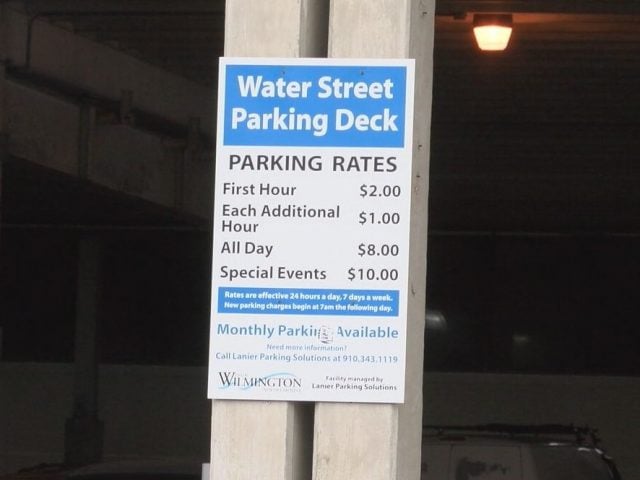 Water Street
Parking Deck
PARKING RATES
First Hour $2.00
Each Additional
Hour $1.00
All Day $8.00
Special Events $10.00
Rates are effective 24 hours a day, 7 days a week.
New parking charges begin at 7am the following day.
Monthly Parking Available
Need more information?
Call Lanier Parking Solutions at 910.343.1119
WILMINGTON
Facility managed by
Lanier Parking Solutions